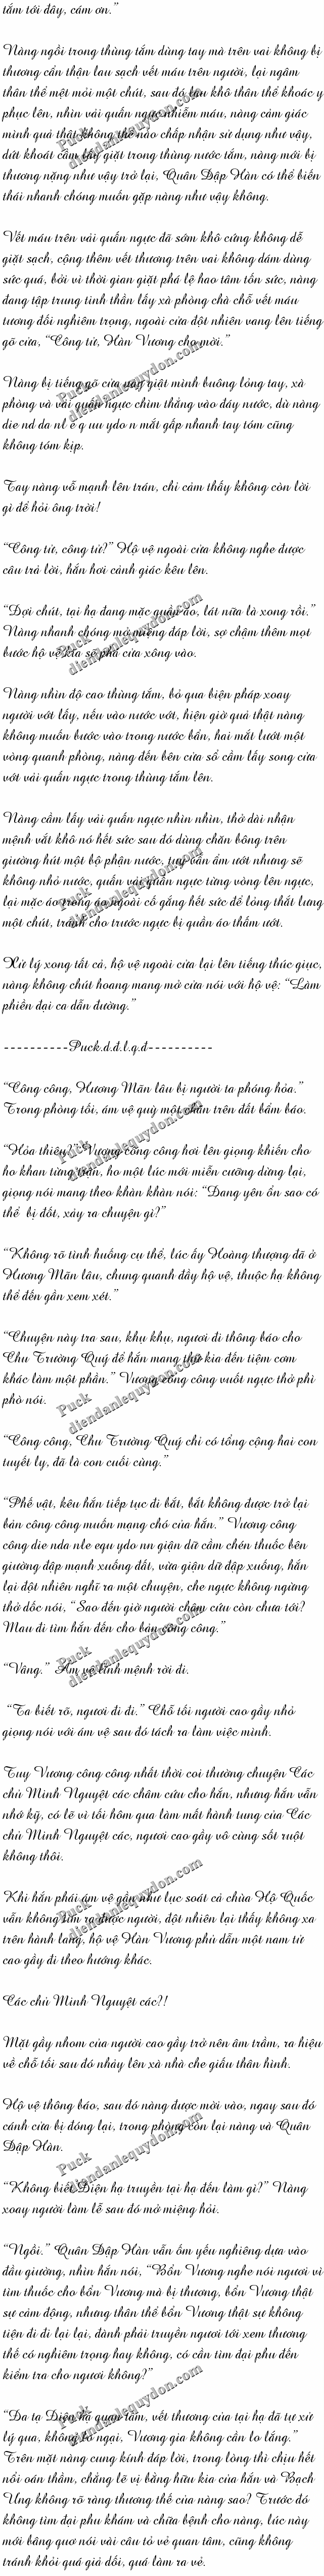 tắm tới đây, cám ơn.”
Nàng ngồi trong thùng tắm dùng tay mà trên vai không bị
thương cẩn thận lau sạch vết máu trên người, lại ngâm
thân thể mệt mỏi một chút, sau đó lau khô thân thể khoác y
phục lên, nhìn vải quấn ngực nhiễm máu, nàng cảm giác
mình quả thật không thể nào chấp nhận sử dụng như vậy,
dứt khoát cầm lấy giặt trong thùng nước tắm, nàng mới bị
thương nặng như vậy trở lại, Quân Dập Hàn có thể biến
thái nhanh chóng muốn gặp nàng như vậy không.
Vết máu trên vải quấn ngực đã sớm khô cứng không dễ
giặt sạch, cộng thêm vết thương trên vai không dám dùng
sức quá, bởi vì thời gian giặt phá lệ hao tâm tốn sức, nàng
đang tập trung tinh thần lấy xà phòng chà chỗ vết máu
tương đối nghiêm trọng, ngoài cửa đột nhiên vang lên tiếng
gõ cửa, “Công tử, Hàn Vương cho mời.”
Nàng bị tiếng gõ cửa này giật mình buông lỏng tay, xà
phòng và vải quấn ngực chìm thẳng vào đáy nước, dù nàng
die nd da nl e q uu ydo n mắt gấp nhanh tay tóm cũng
không tóm kịp.
Tay nàng vỗ mạnh lên trán, chỉ cảm thấy không còn lời
gì để hỏi ông trời!
“Công tử, công tử?” Hộ vệ ngoài cửa không nghe được
câu trả lời, hắn hơi cảnh giác kêu lên.
“Đợi chút, tại hạ đang mặc quần áo, lát nữa là xong rồi.”
Nàng nhanh chóng mở miệng đáp lời, sợ chậm thêm một
bước hộ vệ kia sẽ phá cửa xông vào.
Nàng nhìn độ cao thùng tắm, bỏ qua biện pháp xoay
người vớt lấy, nếu vào nước vớt, hiện giờ quả thật nàng
không muốn bước vào trong nước bẩn, hai mắt lướt một
vòng quanh phòng, nàng đến bên cửa sổ cầm lấy song cửa
vớt vải quấn ngực trong thùng tắm lên.
Nàng cầm lấy vải quấn ngực nhìn nhìn, thở dài nhận
mệnh vắt khô nó hết sức sau đó dùng chăn bông trên
giường hút một bộ phận nước, tuy vẫn ẩm ướt nhưng sẽ
không nhỏ nước, quấn vải quấn ngực từng vòng lên ngực,
lại mặc áo trong áo ngoài cố gắng hết sức để lỏng thắt lưng
một chút, tránh cho trước ngực bị quần áo thấm ướt.
Xử lý xong tất cả, hộ vệ ngoài cửa lại lên tiếng thúc giục,
nàng không chút hoang mang mở cửa nói với hộ vệ: “Làm
phiền đại ca dẫn đường.”
----------Puck.d.đ.l.q.đ----------
“Công công, Hương Mãn lâu bị người ta phóng hỏa.”
Trong phòng tối, ám vệ quỳ một chân trên đất bẩm báo.
“Hỏa thiêu?” Vương công công hơi lên giọng khiến cho
ho khan từng trận, ho một lúc mới miễn cưỡng dừng lại,
giọng nói mang theo khàn khàn nói: “Đang yên ổn sao có
thể bị đốt, xảy ra chuyện gì?”
“Không rõ tình huống cụ thể, lúc ấy Hoàng thượng đã ở
Hương Mãn lâu, chung quanh đầy hộ vệ, thuộc hạ không
thể đến gần xem xét.”
“Chuyện này tra sau, khụ khụ, ngươi đi thông báo cho
Chu Trường Quý để hắn mang thứ kia đến tiệm cơm
khác làm một phần.” Vương công công vuốt ngực thở phì
phò nói.
“Công công, Chu Trường Quý chỉ có tổng cộng hai con
tuyết ly, đã là con cuối cùng.”
“Phế vật, kêu hắn tiếp tục đi bắt, bắt không được trở lại
bản công công muốn mạng chó của hắn.” Vương công
công die nda nle equ ydo nn giận dữ cầm chén thuốc bên
giường đập mạnh xuống đất, vừa giận dữ đập xuống, hắn
lại đột nhiên nghĩ ra một chuyện, che ngực không ngừng
thở dốc nói, “Sao đến giờ người châm cứu còn chưa tới?
Mau đi tìm hắn đến cho bản công công.”
“Vâng.” Ám vệ lĩnh mệnh rời đi.
“Ta biết rõ, ngươi đi đi.” Chỗ tối người cao gầy nhỏ
giọng nói với ám vệ sau đó tách ra làm việc mình.
Tuy Vương công công nhất thời coi thường chuyện Các
chủ Minh Nguyệt các châm cứu cho hắn, nhưng hắn vẫn
nhớ kỹ, có lẽ vì tối hôm qua làm mất hành tung của Các
chủ Minh Nguyệt các, ngươi cao gầy vô cùng sốt ruột
không thôi.
Khi hắn phái ám vệ gần như lục soát cả chùa Hộ Quốc
vẫn không tìm ra được người, đột nhiên lại thấy không xa
trên hành lang, hộ vệ Hàn Vương phủ dẫn một nam tử
cao gầy đi theo hướng khác.
Các chủ Minh Nguyệt các?!
Mặt gầy nhom của người cao gầy trở nên âm trầm, ra hiệu
về chỗ tối sau đó nhảy lên xà nhà che giấu thân hình.
Hộ vệ thông báo, sau đó nàng được mời vào, ngay sau đó
cánh cửa bị đóng lại, trong phòng còn lại nàng và Quân
Dập Hàn.
“Không biết Điện hạ truyền tại hạ đến làm gì?” Nàng
xoay người làm lễ sau đó mở miệng hỏi.
“Ngồi.” Quân Dập Hàn vẫn ốm yếu nghiêng dựa vào
đầu giường, nhìn hắn nói, “Bổn Vương nghe nói ngươi vì
tìm thuốc cho bổn Vương mà bị thương, bổn Vương thật
sự cảm động, nhưng thân thể bổn Vương thật sự không
tiện đi đi lại lại, đành phải truyền ngươi tới xem thương
thế có nghiêm trọng hay không, có cần tìm đại phu đến
kiểm tra cho ngươi không?”
“Đa tạ Điện hạ quan tâm, vết thương của tại hạ đã tự xử
lý qua, không lo ngại, Vương gia không cần lo lắng.”
Trên mặt nàng cung kính đáp lời, trong lòng thì chịu hết
nổi oán thầm, chẳng lẽ vị bằng hữu kia của hắn và Bạch
Ưng không rõ ràng thương thế của nàng sao? Trước đó
không tìm đại phu khám và chữa bệnh cho nàng, lúc này
mới bâng quơ nói vài câu tỏ vẻ quan tâm, cũng không
tránh khỏi quá giả dối, quá làm ra vẻ.